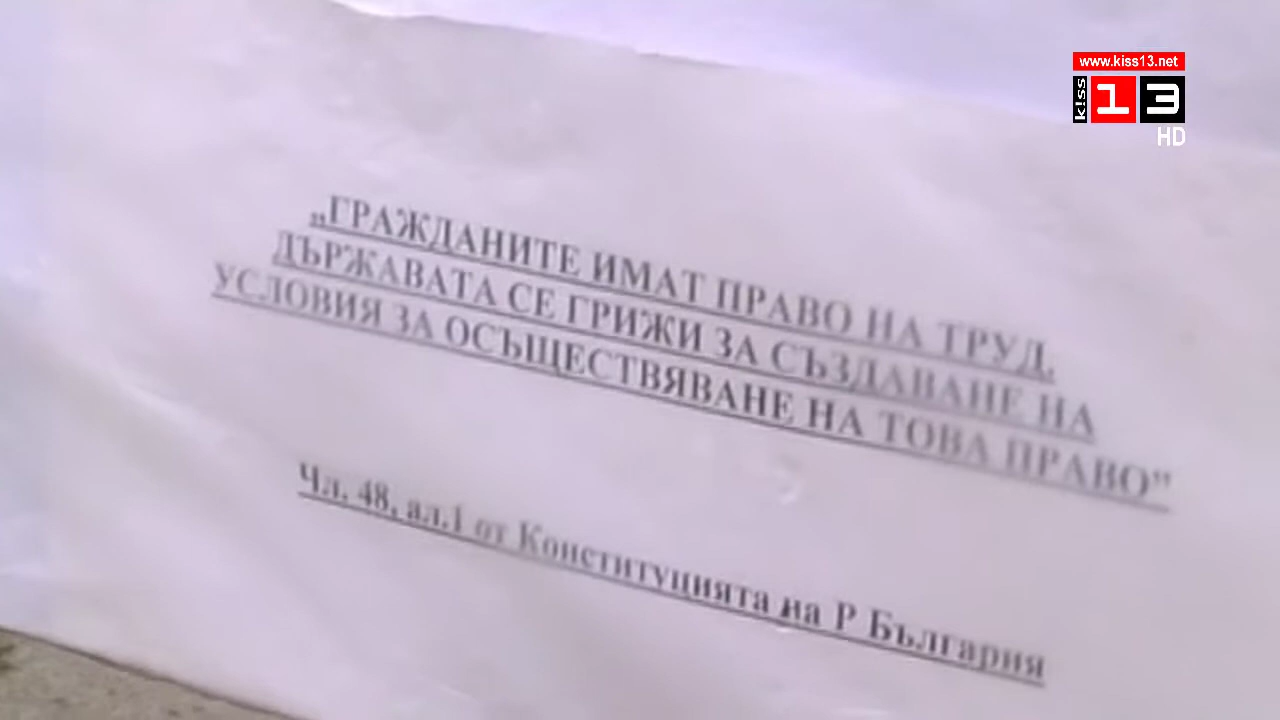 www.kiss13.net
kiss 13
HD
„ГРАЖДАНИТЕ ИМАТ ПРАВО НА ТРУД.
ДЪРЖАВАТА СЕ ГРИЖИ ЗА СЪЗДАВАНЕ НА
УСЛОВИЯ ЗА ОСЪЩЕСТВЯВАНЕ НА ТОВА ПРАВО”
Чл. 48, ал.1 от Конституцията на Р България